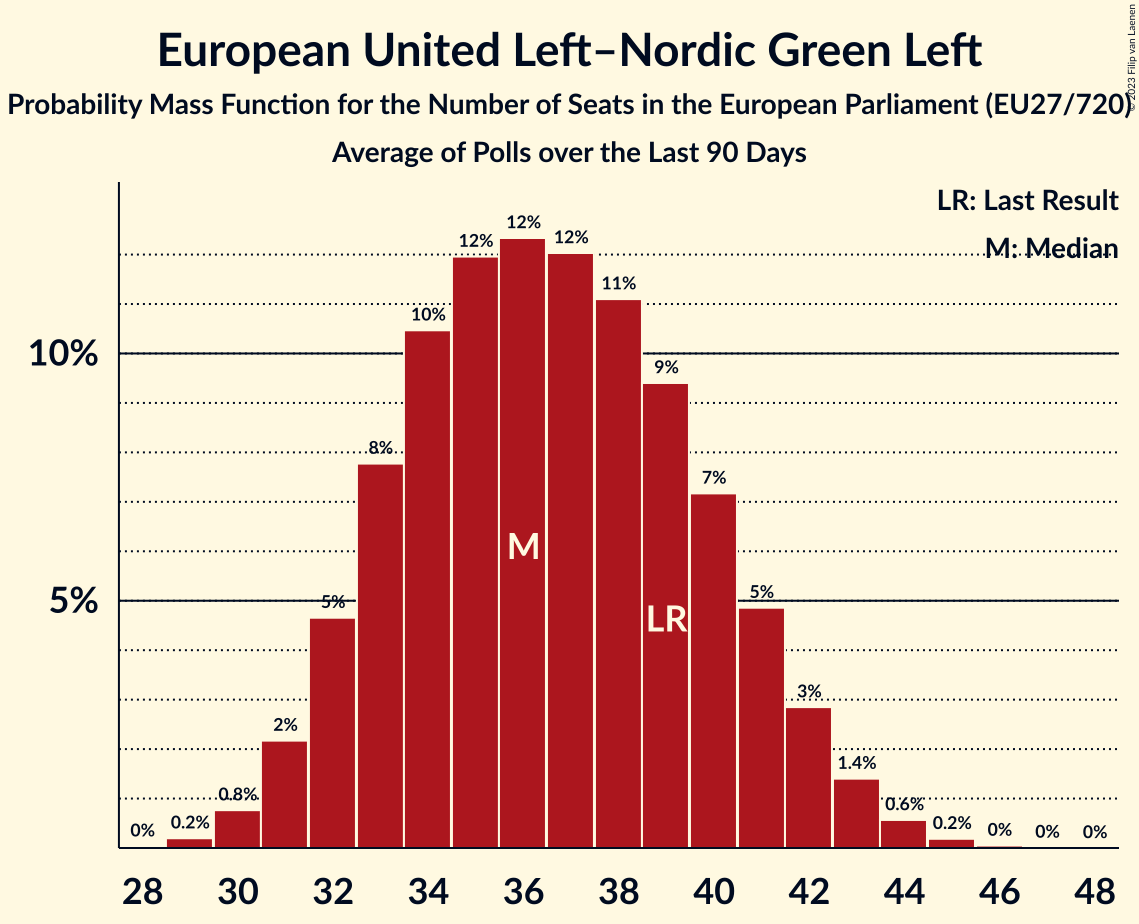 European United Left–Nordic Green Left
Probability Mass Function for the Number of Seats in the European Parliament (EU27/720)
Average of Polls over the Last 90 Days
© 2023 Filip van Laenen
LR: Last Result
M: Median
10%
5%
0%
0.2%
0.8%
2%
5%
8%
10%
12%
12%
12%
11%
9%
7%
5%
3%
1.4%
0.6%
0.2%
0%
0%
0%
M
LR
28 30 32 34 36 38 40 42 44 46 48